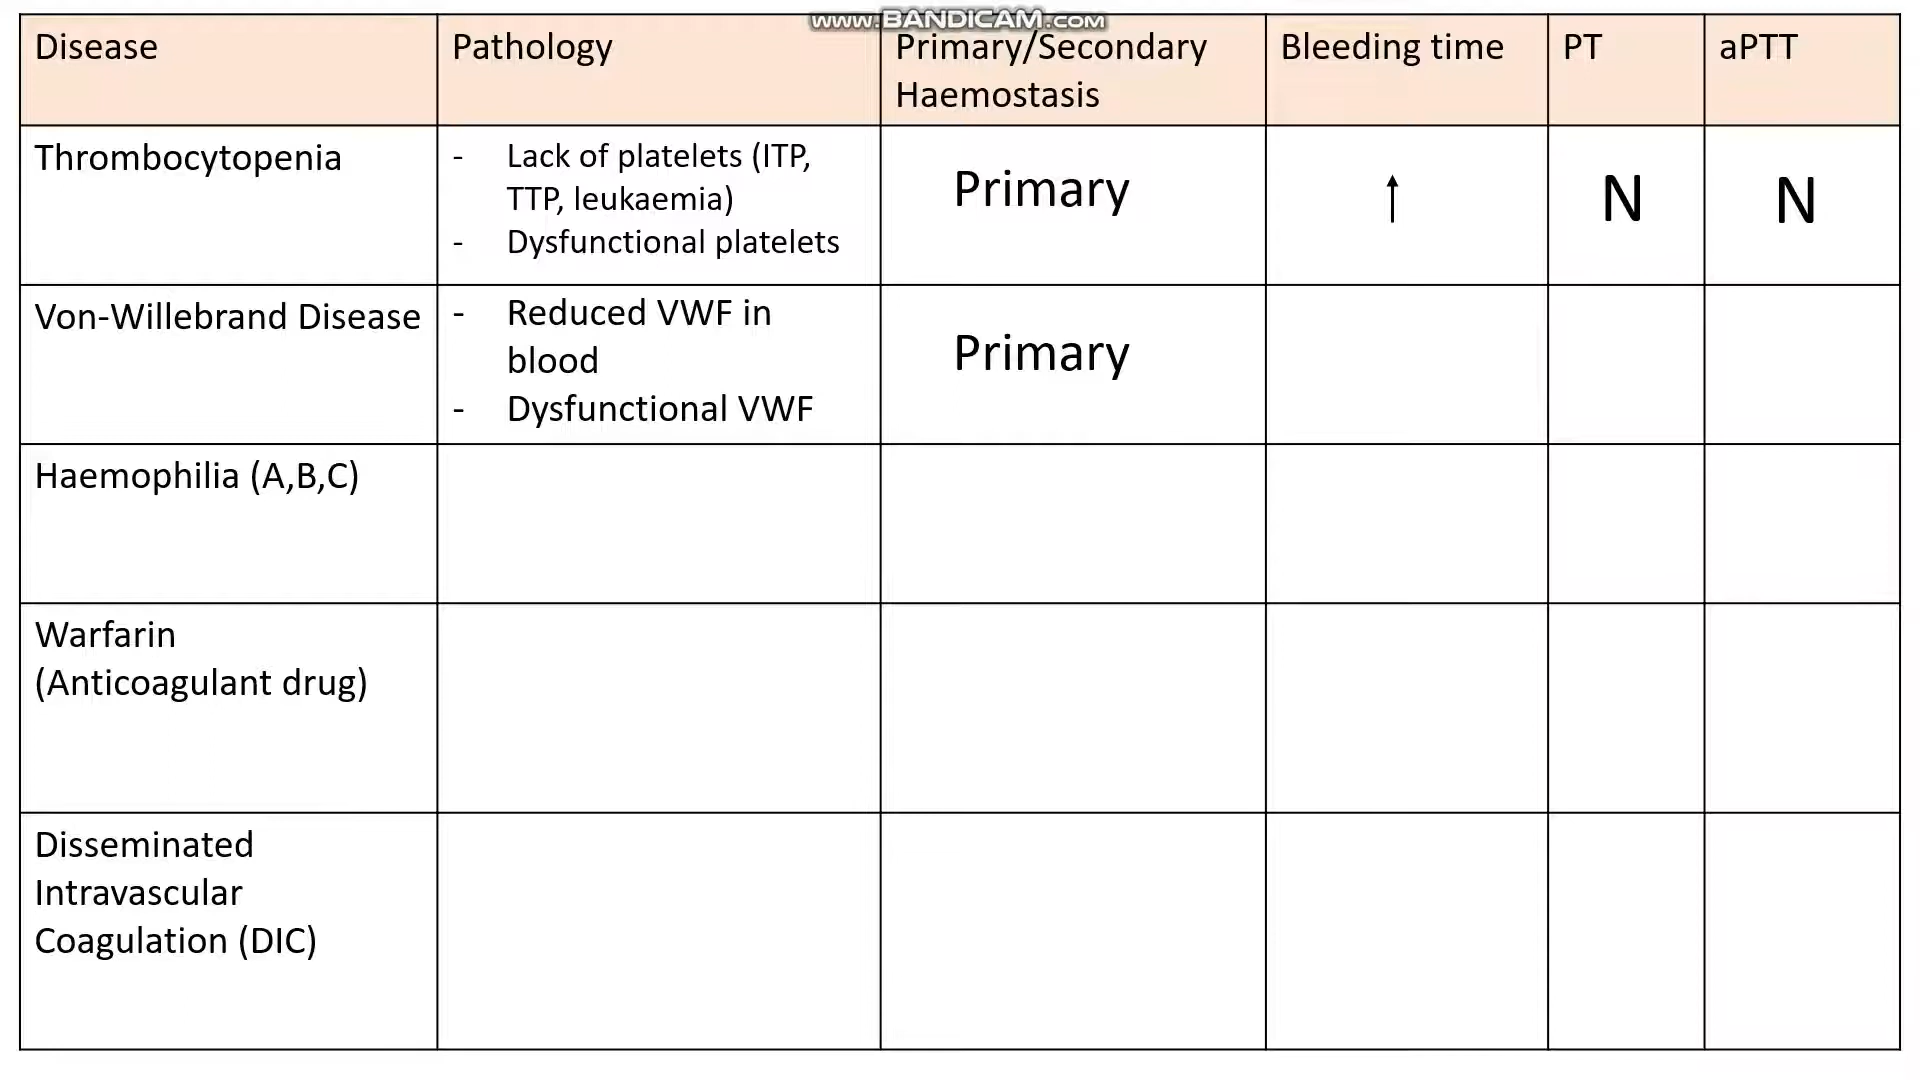 www.BANDICAM.com
Disease
Pathology
Primary/Secondary
Haemostasis
Bleeding time
PT
aPTT
Thrombocytopenia
- Lack of platelets (ITP,
TTP, leukaemia)
- Dysfunctional platelets
Primary
↑
N
N
Von-Willebrand Disease
- Reduced VWF in
blood
- Dysfunctional VWF
Primary
Haemophilia (A,B,C)
Warfarin
(Anticoagulant drug)
Disseminated
Intravascular
Coagulation (DIC)